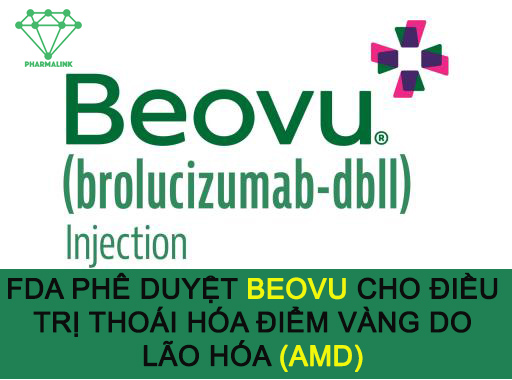 PHARMALINK
Beovu®
(brolucizumab-dbll)
Injection
FDA PHÊ DUYỆT BEOVU CHO ĐIỀU
TRỊ THOÁI HÓA ĐIỂM VÀNG DO
LÃO HÓA (AMD)